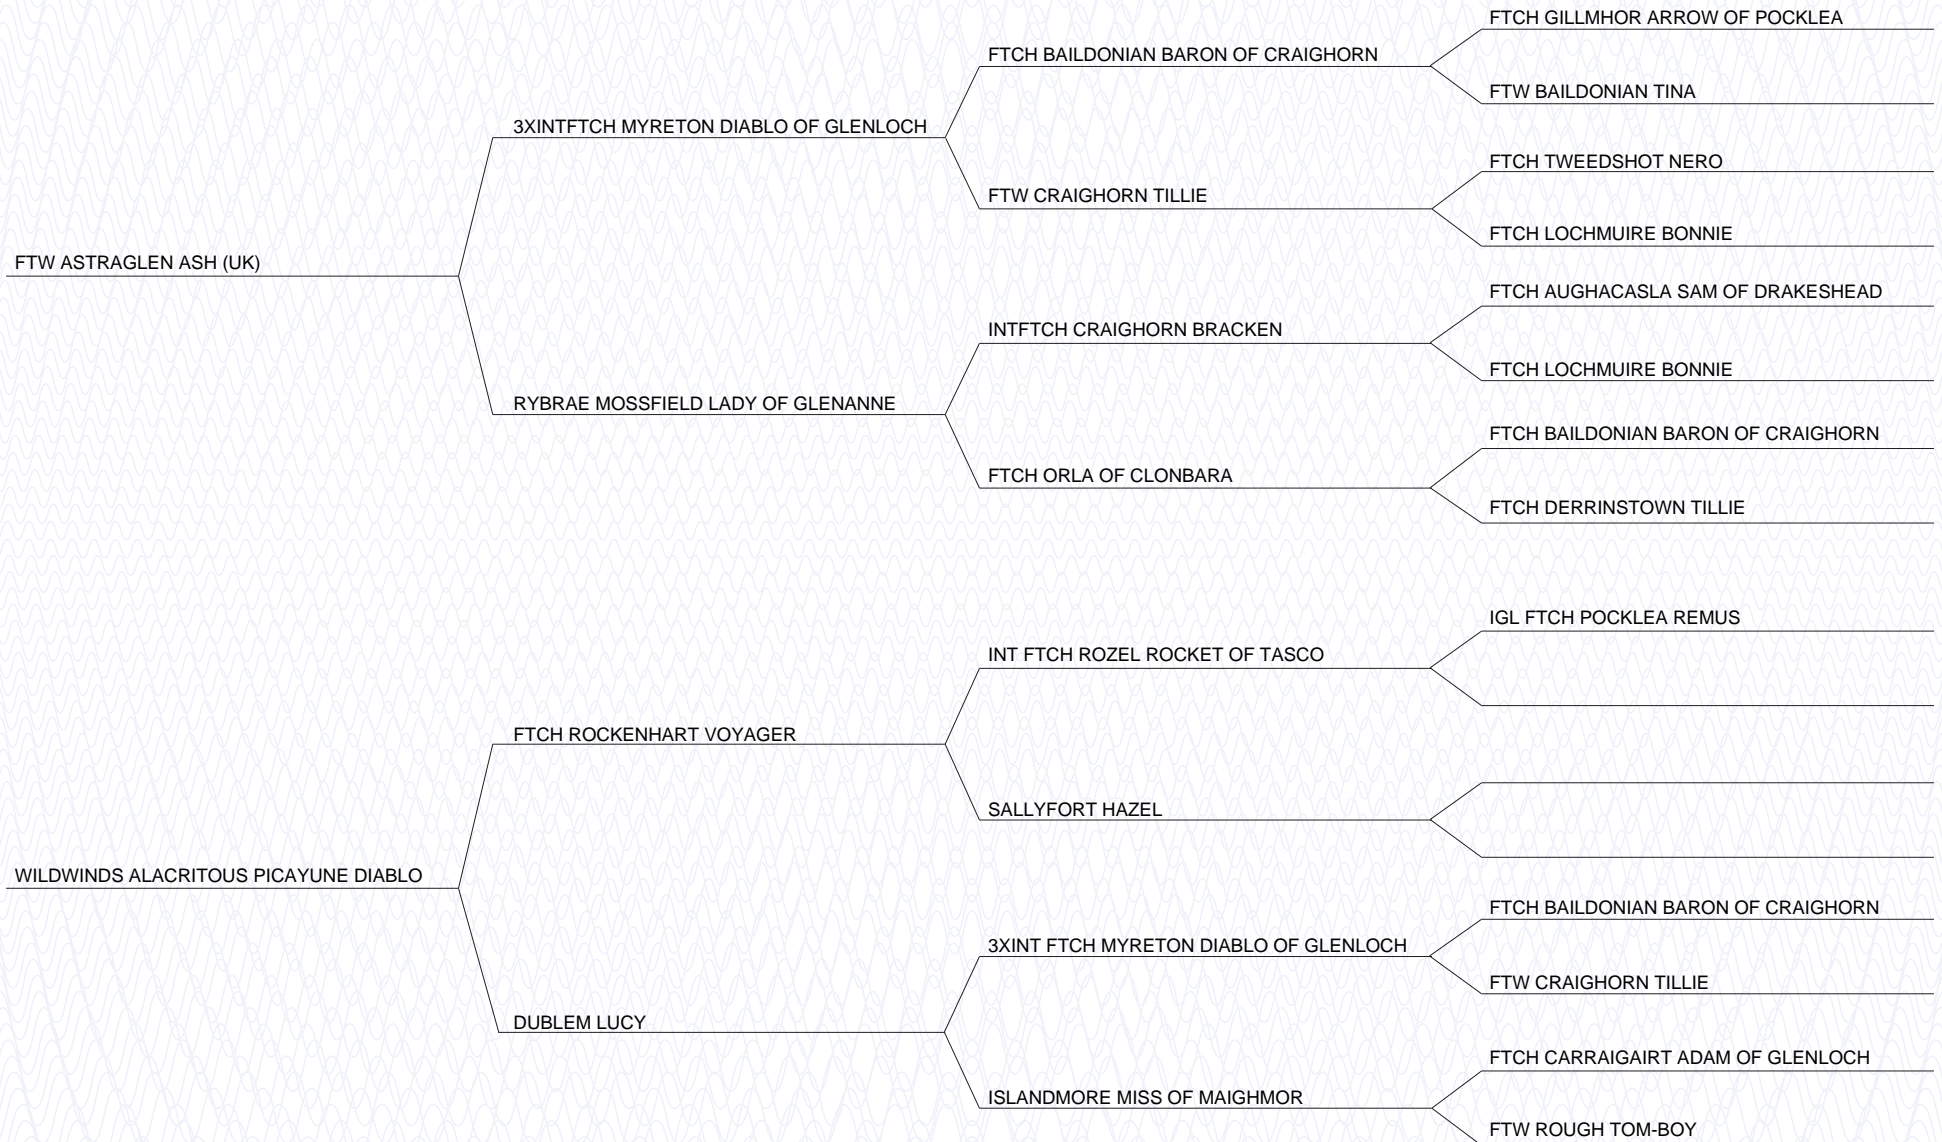 FTCH GILLMHOR ARROW OF POCKLEA
FTCH BAILDONIAN BARON OF CRAIGHORN
FTW BAILDONIAN TINA
3XINTFTCH MYRETON DIABLO OF GLENLOCH
FTCH TWEEDSHOT NERO
FTW CRAIGHORN TILLIE
FTCH LOCHMUIRE BONNIE
FTW ASTRAGLEN ASH (UK)
FTCH AUGHACASLA SAM OF DRAKESHEAD
INTFTCH CRAIGHORN BRACKEN
FTCH LOCHMUIRE BONNIE
RYBRAE MOSSFIELD LADY OF GLENANNE
FTCH BAILDONIAN BARON OF CRAIGHORN
FTCH ORLA OF CLONBARA
FTCH DERRINSTOWN TILLIE
IGL FTCH POCKLEA REMUS
INT FTCH ROZEL ROCKET OF TASCO
FTCH ROCKENHART VOYAGER
SALLYFORT HAZEL
WILDWINDS ALACRITOUS PICAYUNE DIABLO
FTCH BAILDONIAN BARON OF CRAIGHORN
3XINT FTCH MYRETON DIABLO OF GLENLOCH
FTW CRAIGHORN TILLIE
DUBLEM LUCY
FTCH CARRAIGAIRT ADAM OF GLENLOCH
ISLANDMORE MISS OF MAIGHMOR
FTW ROUGH TOM-BOY